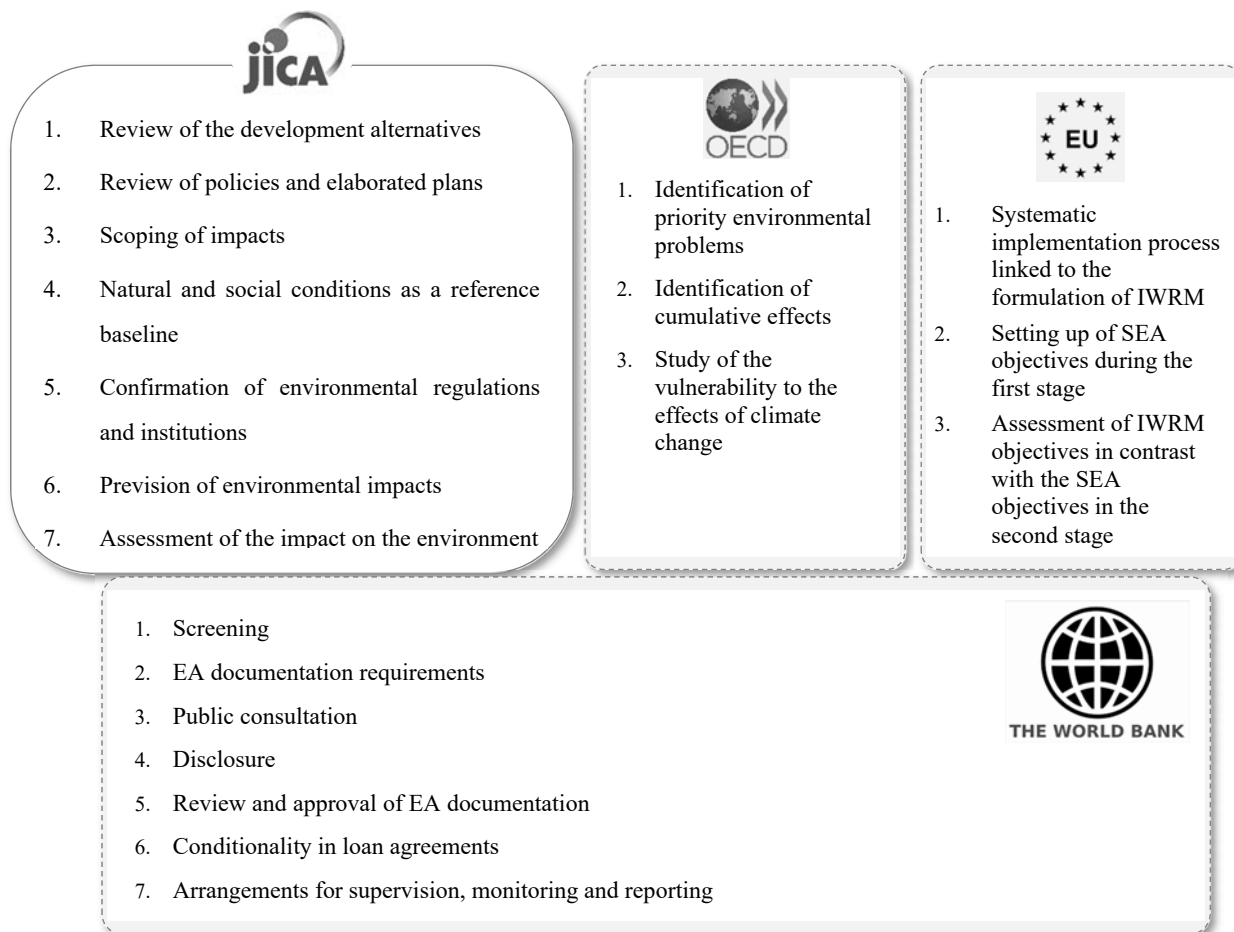 jICA
1. Review of the development alternatives
2. Review of policies and elaborated plans
3. Scoping of impacts
4. Natural and social conditions as a reference
baseline
5. Confirmation of environmental regulations
and institutions
6. Prevision of environmental impacts
7. Assessment of the impact on the environment
OECD
1. Identification of
priority environmental
problems
2. Identification of
cumulative effects
3. Study of the
vulnerability to the
effects of climate
change
EU
1. Systematic
implementation process
linked to the
formulation of IWRM
2. Setting up of SEA
objectives during the
first stage
3. Assessment of IWRM
objectives in contrast
with the SEA
objectives in the
second stage
1. Screening
2. EA documentation requirements
3. Public consultation
4. Disclosure
5. Review and approval of EA documentation
6. Conditionality in loan agreements
7. Arrangements for supervision, monitoring and reporting
THE WORLD BANK